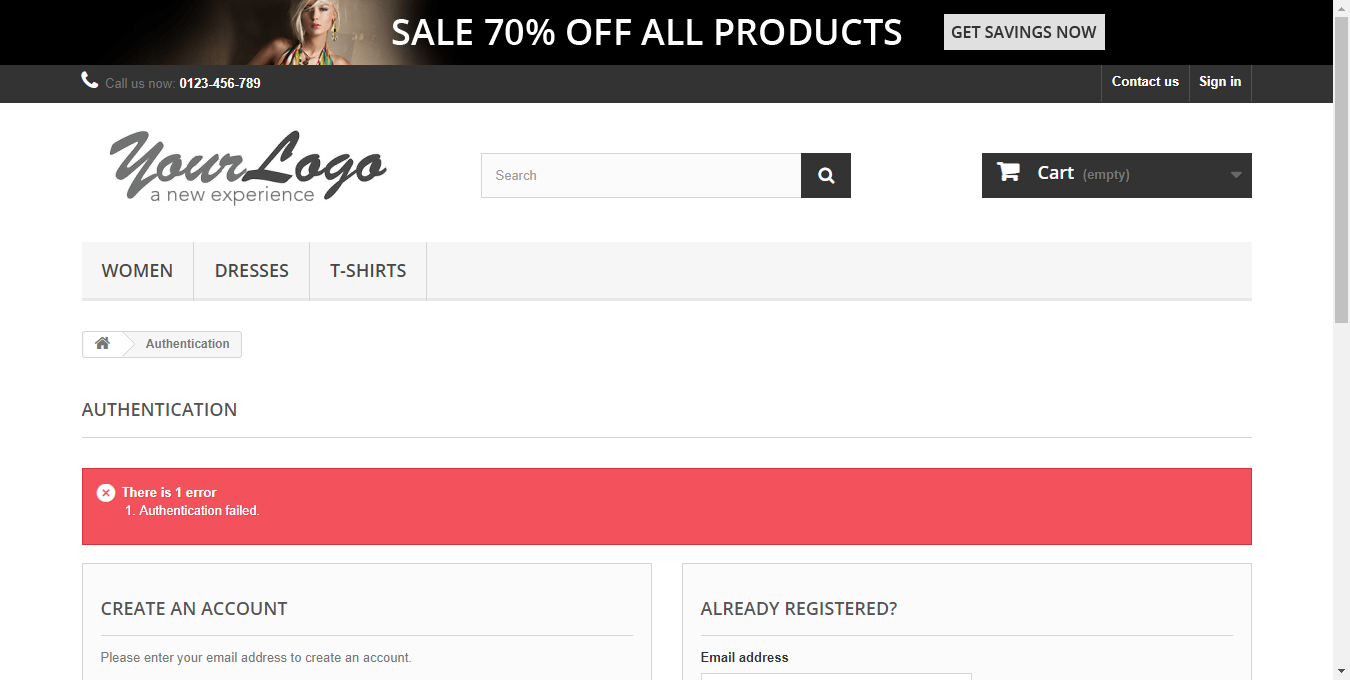 SALE 70% OFF ALL PRODUCTS
GET SAVINGS NOW
Call us now: 0123-456-789
Contact us
Sign in
YourLogo
a new experience
Search
Cart (empty)
WOMEN
DRESSES
T-SHIRTS
Authentication
AUTHENTICATION
There is 1 error
1. Authentication failed.
CREATE AN ACCOUNT
Please enter your email address to create an account.
ALREADY REGISTERED?
Email address